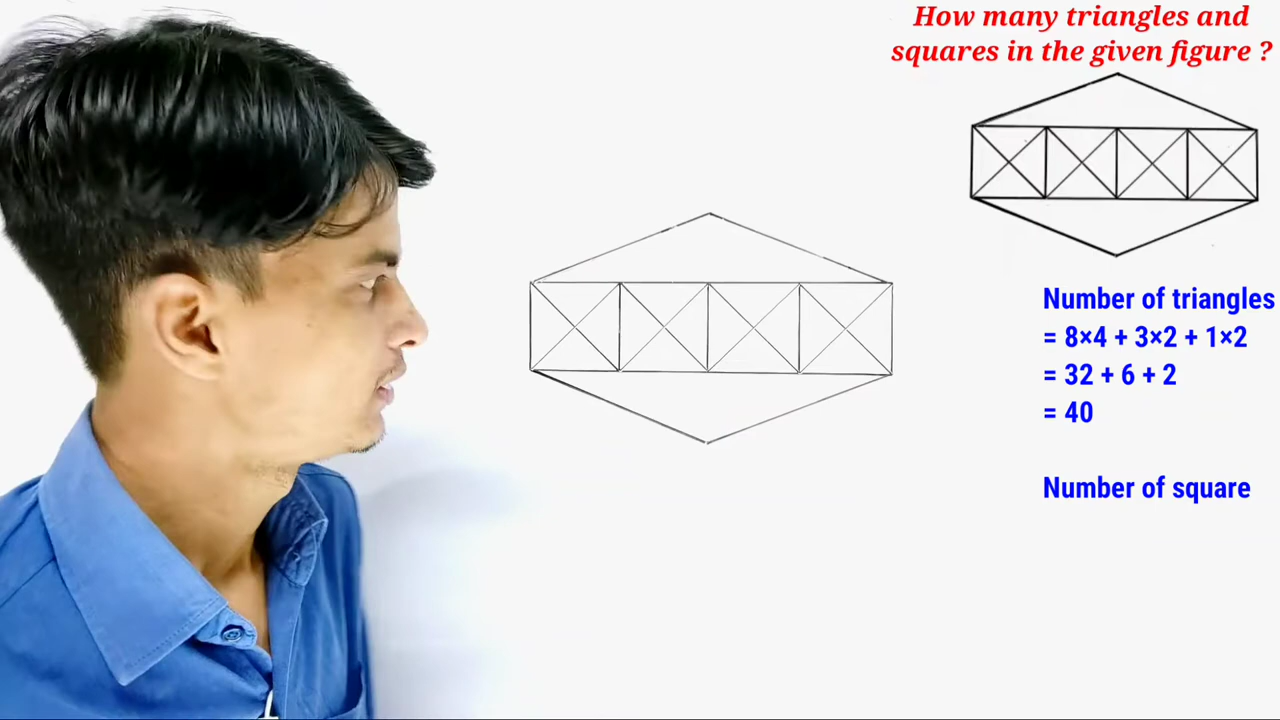 How many triangles and
squares in the given figure ?
Number of triangles
= 8×4 + 3×2 + 1×2
= 32 + 6 + 2
= 40
Number of square